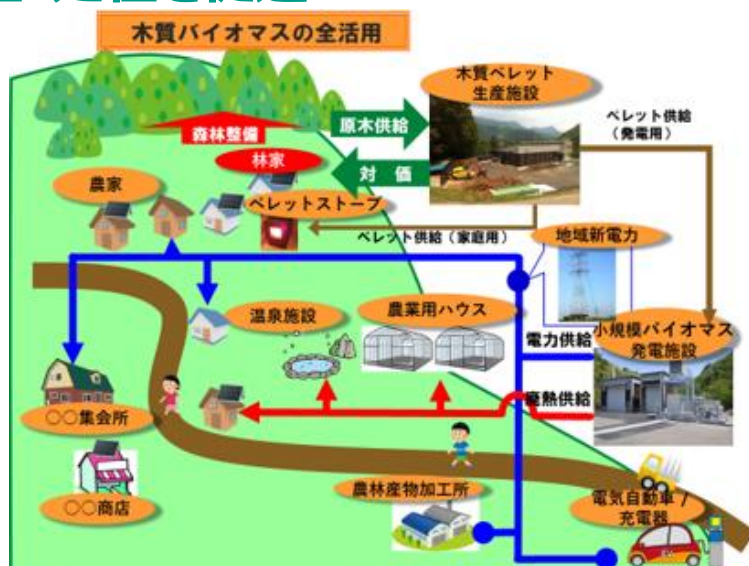 木質バイオマスの全活用
木質ペレット
生産施設
ペレット供給
（発電用）
原木供給
森林整備
林家
対　価
農家
ペレットストーブ
ペレット供給（家庭用）
地域新電力
温泉施設
農業用ハウス
電力供給
小規模バイオマス
発電施設
廃熱供給
○○集会所
○○商店
農林産物加工所
電気自動車／
充電器
EV